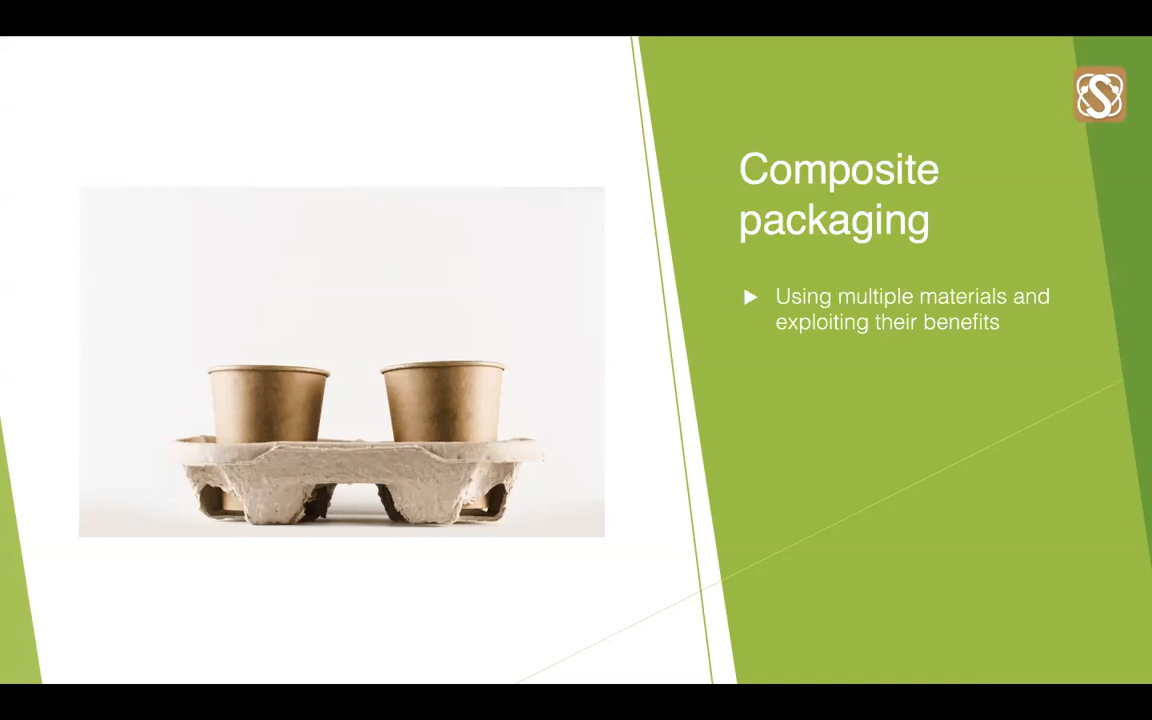 Composite
packaging
Using multiple materials and
exploiting their benefits
S